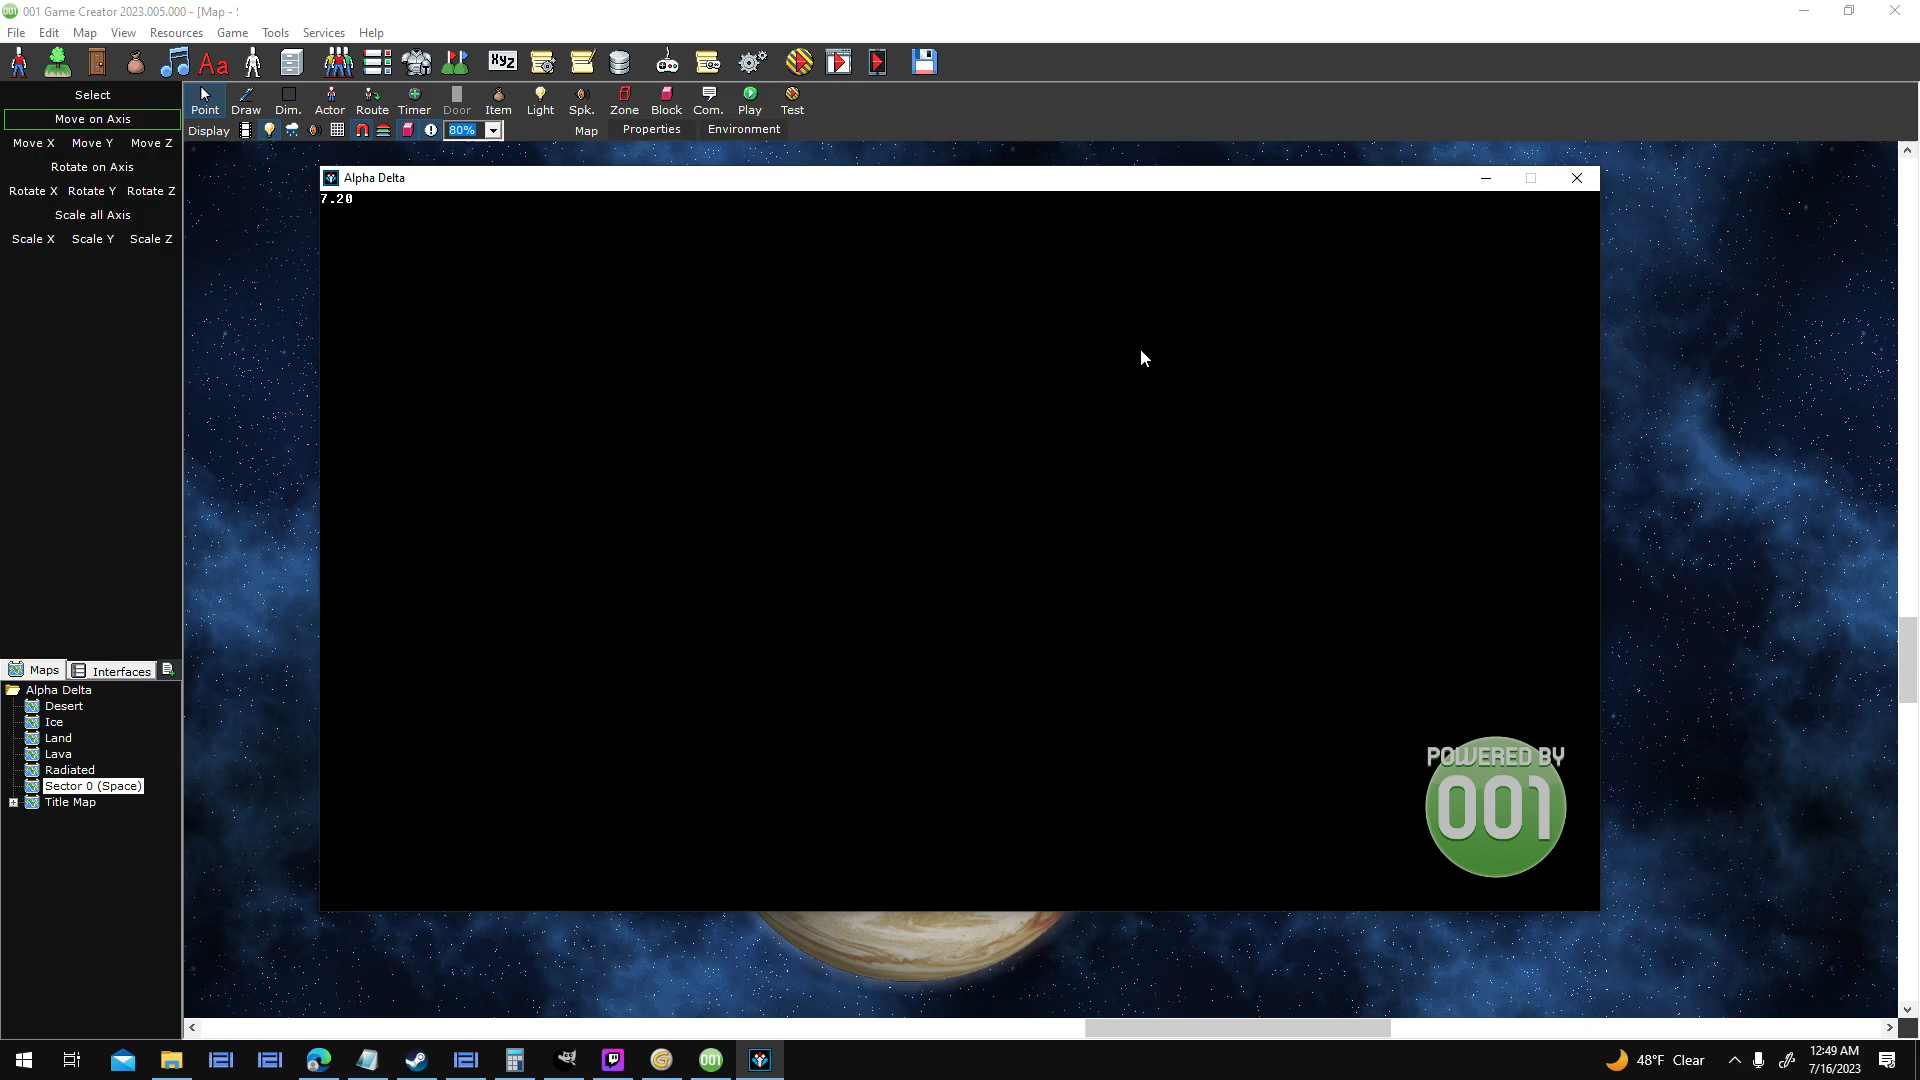 001 Game Creator 2023.005.000 - [Map - :
File Edit Map View Resources Game Tools Services Help
Aa XYZ
Select
Move on Axis
Move X Move Y Move Z
Rotate on Axis
Rotate X Rotate Y Rotate Z
Scale all Axis
Scale X Scale Y Scale Z
Point Draw Dim. Actor Route Timer Door Item Light Spk. Zone Block Com. Play Test
Display 80% Map Properties Environment
Alpha Delta
7.20
POWERED BY
001
Maps Interfaces
Alpha Delta
Desert
Ice
Land
Lava
Radiated
Sector 0 (Space)
Title Map
001
48°F Clear
12:49 AM
7/16/2023